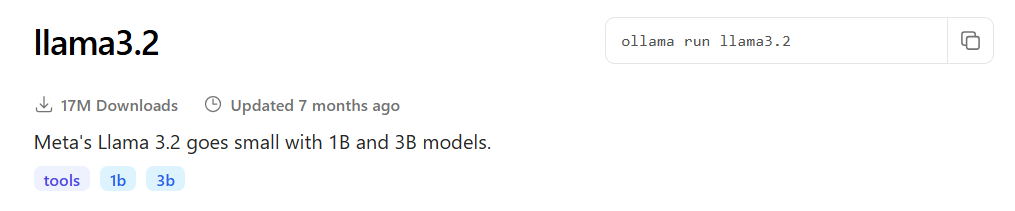 llama3.2
ollama run llama3.2
17M Downloads Updated 7 months ago
Meta's Llama 3.2 goes small with 1B and 3B models.
tools 1b 3b